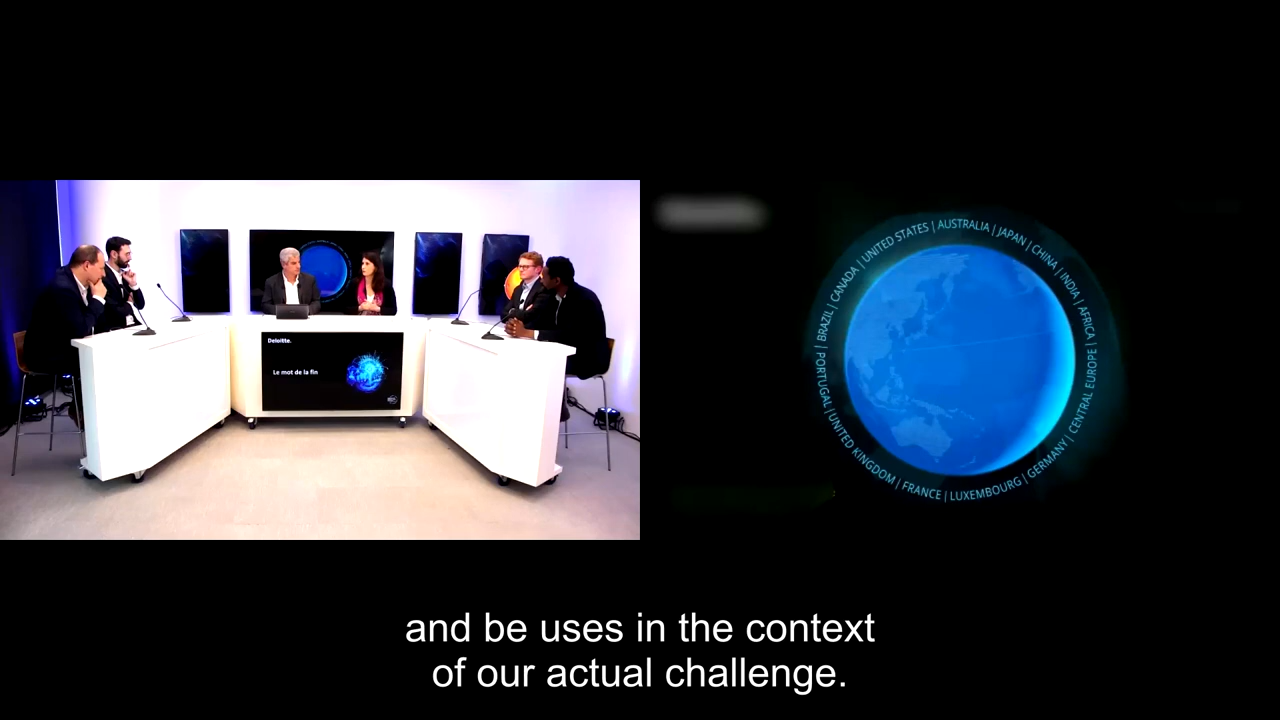 Deloitte.
Le mot de la fin
BRAZIL | CANADA | UNITED STATES | AUSTRALIA | JAPAN | CHINA | INDIA | AFRICA | CENTRAL EUROPE | GERMANY | LUXEMBOURG | FRANCE | UNITED KINGDOM | PORTUGAL |
and be uses in the context
of our actual challenge.